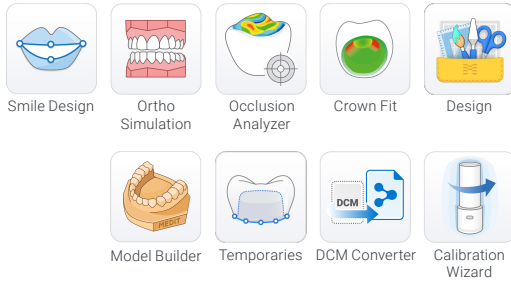 Smile Design
Ortho
Simulation
Occlusion
Analyzer
Crown Fit
Design
MEDIT
DCM
Model Builder
Temporaries
DCM Converter
Calibration
Wizard